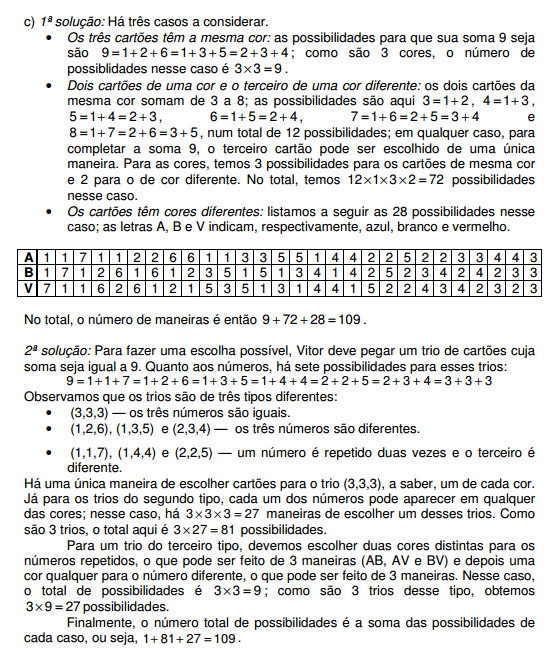 c) 1ª solução: Há três casos a considerar.
• Os três cartões têm a mesma cor: as possibilidades para que sua soma 9 seja
são 9 = 1+2+6 = 1+3+5 = 2+3+4; como são 3 cores, o número de
possiblidades nesse caso é 3×3 = 9.
• Dois cartões de uma cor e o terceiro de uma cor diferente: os dois cartões da
mesma cor somam de 3 a 8; as possibilidades são aqui 3 = 1+2, 4 = 1+3,
5 = 1+4 = 2+3, 6 = 1+5 = 2+4, 7 = 1+6 = 2+5 = 3+4 e
8 = 1+7 = 2+6 = 3+5, num total de 12 possibilidades; em qualquer caso, para
completar a soma 9, o terceiro cartão pode ser escolhido de uma única
maneira. Para as cores, temos 3 possibilidades para os cartões de mesma cor
e 2 para o de cor diferente. No total, temos 12×1×3×2 = 72 possibilidades
nesse caso.
• Os cartões têm cores diferentes: listamos a seguir as 28 possibilidades nesse
caso; as letras A, B e V indicam, respectivamente, azul, branco e vermelho.
A 1 1 7 1 1 2 2 6 6 1 1 3 3 5 5 1 4 4 2 2 5 2 2 3 3 4 4 3
B 1 7 1 2 6 1 6 1 2 3 5 1 5 1 3 4 1 4 2 5 2 3 4 2 4 2 3 3
V 7 1 1 6 2 6 1 2 1 5 3 5 1 3 1 4 4 1 5 2 2 4 3 4 2 3 2 3
No total, o número de maneiras é então 9 + 72 + 28 = 109.
2ª solução: Para fazer uma escolha possível, Vitor deve pegar um trio de cartões cuja
soma seja igual a 9. Quanto aos números, há sete possibilidades para esses trios:
9 = 1+1+7 = 1+2+6 = 1+3+5 = 1+4+4 = 2+2+5 = 2+3+4 = 3+3+3
Observamos que os trios são de três tipos diferentes:
• (3,3,3) — os três números são iguais.
• (1,2,6), (1,3,5) e (2,3,4) — os três números são diferentes.
• (1,1,7), (1,4,4) e (2,2,5) — um número é repetido duas vezes e o terceiro é
diferente.
Há uma única maneira de escolher cartões para o trio (3,3,3), a saber, um de cada cor.
Já para os trios do segundo tipo, cada um dos números pode aparecer em qualquer
das cores; nesse caso, há 3×3×3 = 27 maneiras de escolher um desses trios. Como
são 3 trios, o total aqui é 3×27 = 81 possibilidades.
Para um trio do terceiro tipo, devemos escolher duas cores distintas para os
números repetidos, o que pode ser feito de 3 maneiras (AB, AV e BV) e depois uma
cor qualquer para o número diferente, o que pode ser feito de 3 maneiras. Nesse caso,
o total de possibilidades é 3×3 = 9; como são 3 trios desse tipo, obtemos
3×9 = 27 possibilidades.
Finalmente, o número total de possibilidades é a soma das possibilidades de
cada caso, ou seja, 1+81+27 = 109.